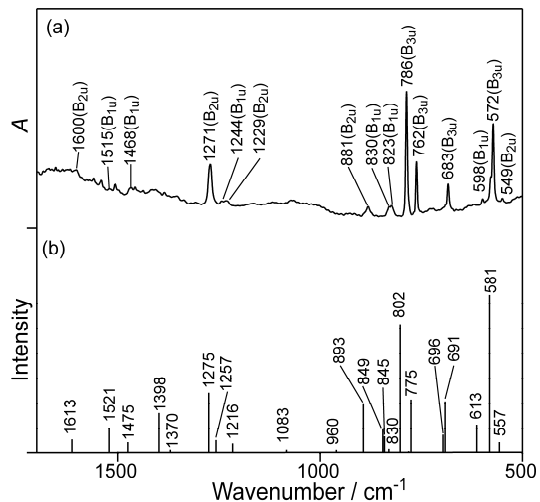 (a)
A
1600(B2u)
1515(B1u)
1468(B1u)
1271(B2u)
1244(B1u)
1229(B2u)
881(B2u)
830(B1u)
823(B1u)
786(B3u)
762(B3u)
683(B3u)
598(B1u)
572(B3u)
549(B2u)
(b)
Intensity
1613
1521
1475
1398
1370
1275
1257
1216
1083
960
893
849
845
830
802
775
696
691
613
581
557
1500
1000
500
Wavenumber / cm⁻¹